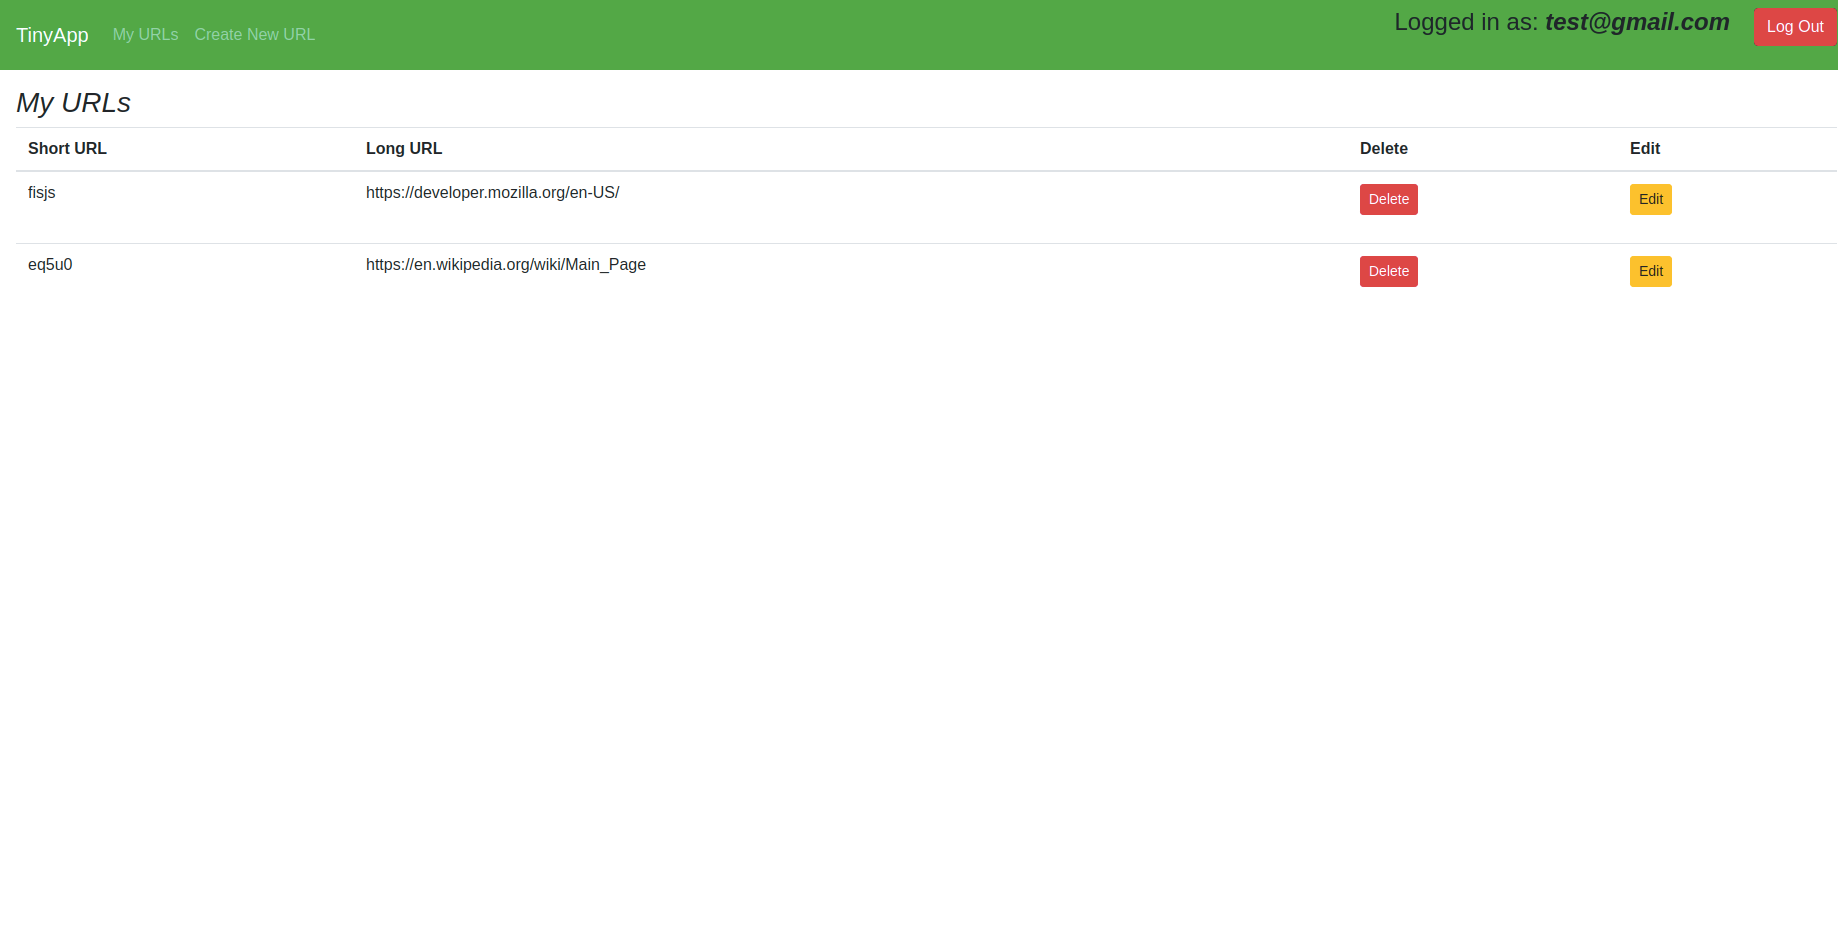 TinyApp My URLs Create New URL Logged in as: test@gmail.com Log Out
My URLs
Short URL Long URL Delete Edit
fisjs https://developer.mozilla.org/en-US/ Delete Edit
eq5u0 https://en.wikipedia.org/wiki/Main_Page Delete Edit